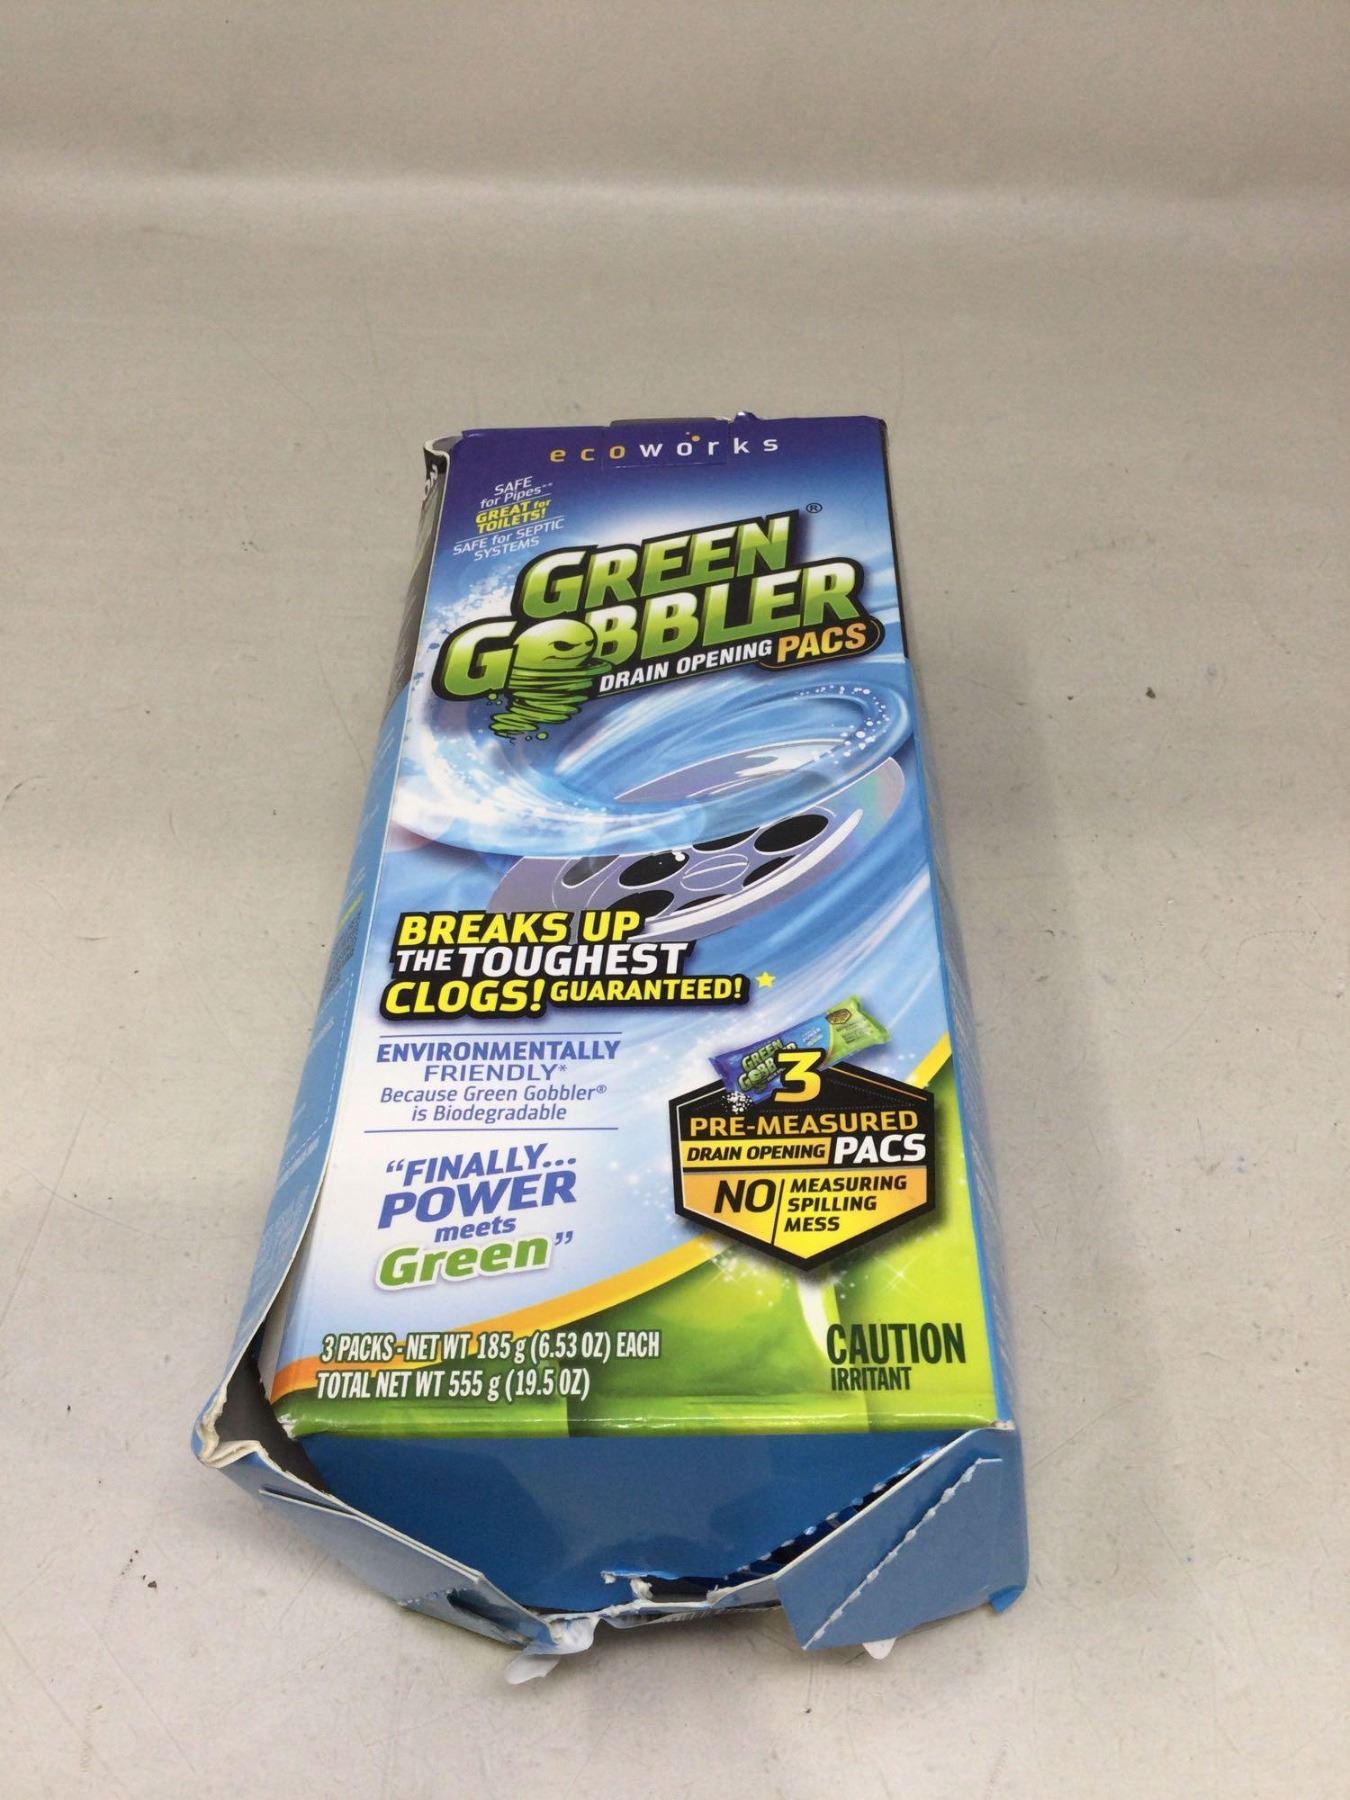 ecoworks
SAFE
for Pipes**
GREAT for
TOILETS!
SAFE for SEPTIC
SYSTEMS
GREEN ®
GOBBLER
DRAIN OPENING PACS
BREAKS UP
THE TOUGHEST
CLOGS! GUARANTEED!
ENVIRONMENTALLY
FRIENDLY*
Because Green Gobbler®
is Biodegradable
“FINALLY...
POWER
meets
Green”
GREEN
3
PRE-MEASURED
DRAIN OPENING PACS
NO MEASURING
SPILLING
MESS
3 PACKS - NET WT 185 g (6.53 OZ) EACH
TOTAL NET WT 555 g (19.5 OZ)
CAUTION
IRRITANT